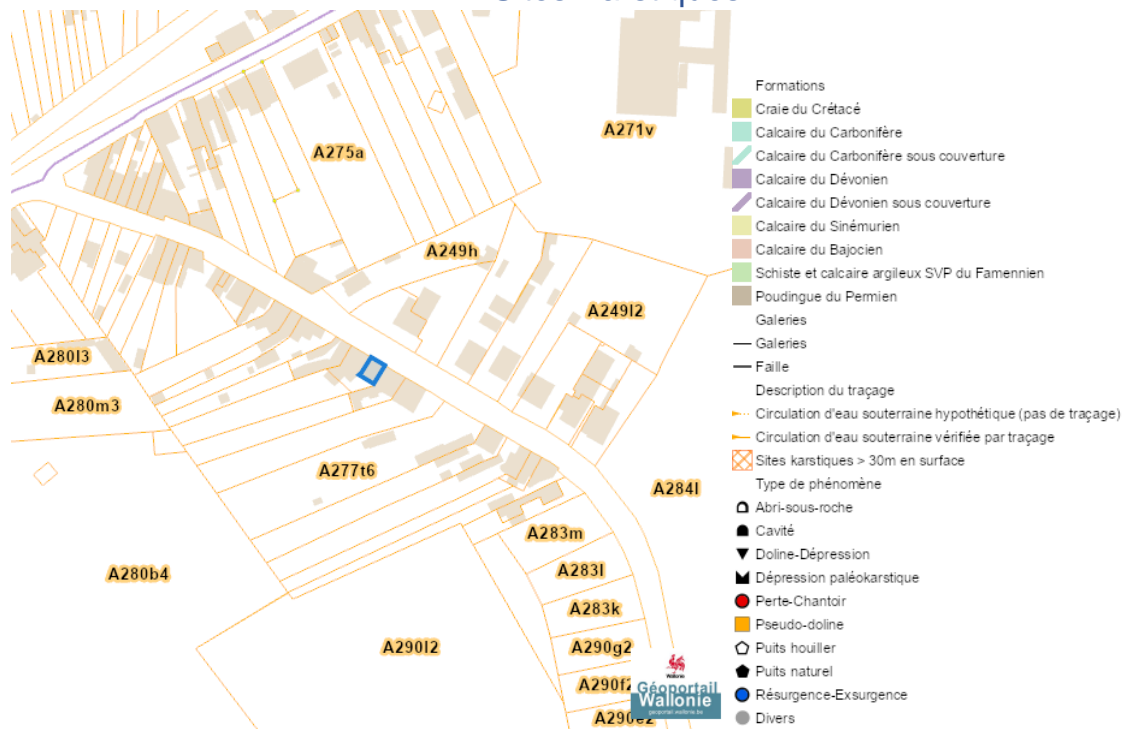 A271v
A275a
A249h
A249l2
A280l3
A280m3
A277t6
A284l
A283m
A280b4
A283l
A283k
A290l2
A290g2
A290f2
A290e2
Wallonie
Géoportail
Wallonie
geoportail.wallonie.be
Formations
Craie du Crétacé
Calcaire du Carbonifère
Calcaire du Carbonifère sous couverture
Calcaire du Dévonien
Calcaire du Dévonien sous couverture
Calcaire du Sinémurien
Calcaire du Bajocien
Schiste et calcaire argileux SVP du Famennien
Poudingue du Permien
Galeries
Galeries
Faille
Description du traçage
Circulation d'eau souterraine hypothétique (pas de traçage)
Circulation d'eau souterraine vérifiée par traçage
Sites karstiques > 30m en surface
Type de phénomène
Abri-sous-roche
Cavité
Doline-Dépression
Dépression paléokarstique
Perte-Chantoir
Pseudo-doline
Puits houiller
Puits naturel
Résurgence-Exsurgence
Divers